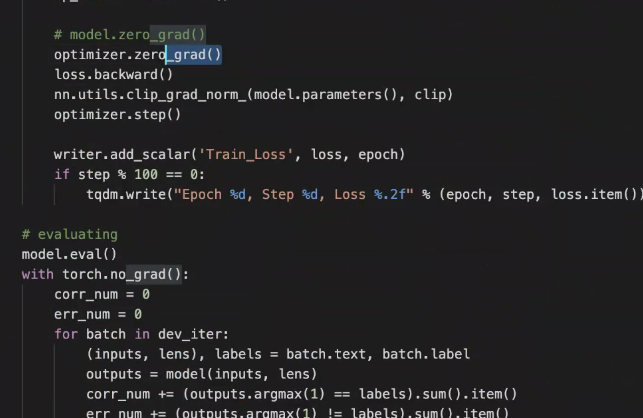 # model.zero_grad()
optimizer.zero_grad()
loss.backward()
nn.utils.clip_grad_norm_(model.parameters(), clip)
optimizer.step()
writer.add_scalar('Train_Loss', loss, epoch)
if step % 100 == 0:
tqdm.write("Epoch %d, Step %d, Loss %.2f" % (epoch, step, loss.item())
# evaluating
model.eval()
with torch.no_grad():
corr_num = 0
err_num = 0
for batch in dev_iter:
(inputs, lens), labels = batch.text, batch.label
outputs = model(inputs, lens)
corr_num += (outputs.argmax(1) == labels).sum().item()
err_num += (outputs.argmax(1) != labels).sum().item()